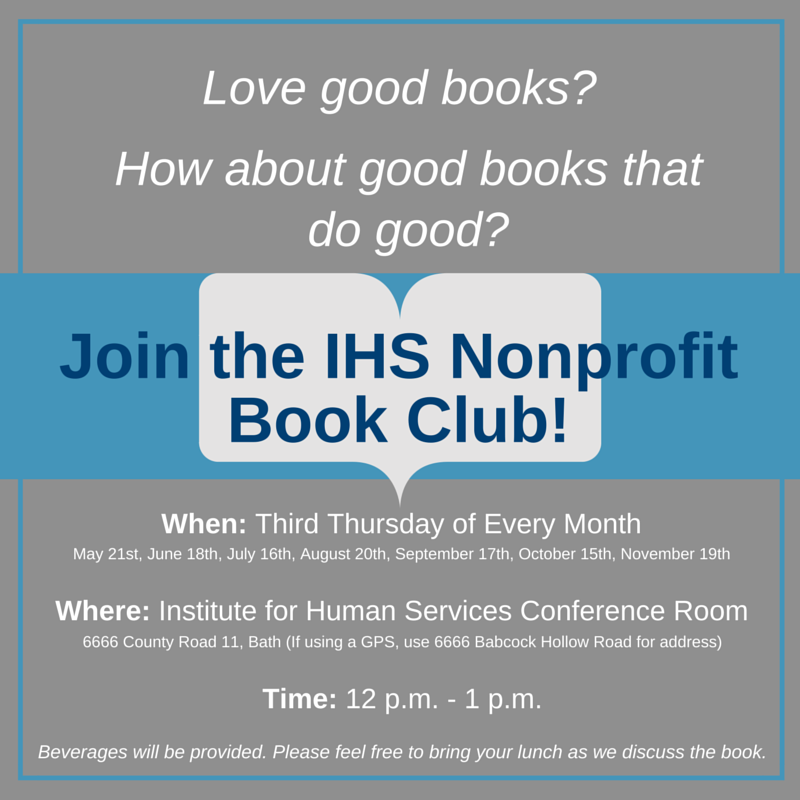 Love good books?
How about good books that
do good?
Join the IHS Nonprofit
Book Club!
When: Third Thursday of Every Month
May 21st, June 18th, July 16th, August 20th, September 17th, October 15th, November 19th
Where: Institute for Human Services Conference Room
6666 County Road 11, Bath (If using a GPS, use 6666 Babcock Hollow Road for address)
Time: 12 p.m. - 1 p.m.
Beverages will be provided. Please feel free to bring your lunch as we discuss the book.